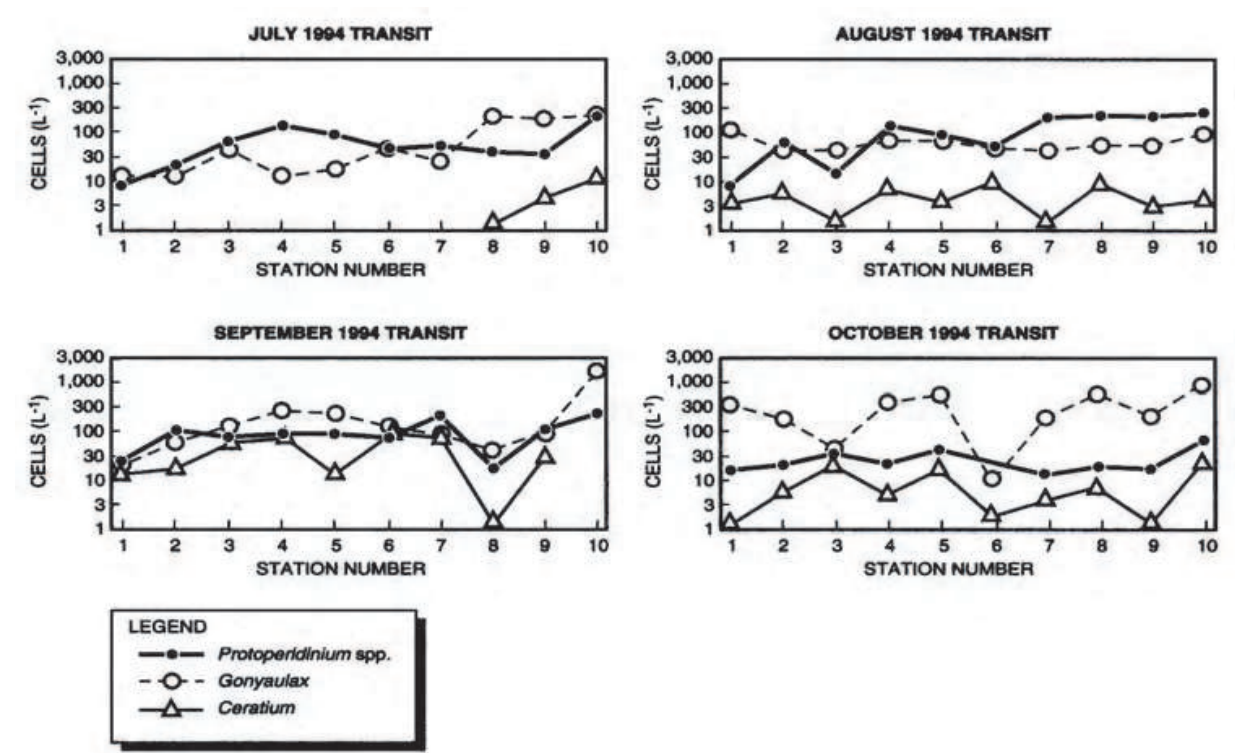 JULY 1994 TRANSIT
CELLS (L-1)
3,000
1,000
300
100
30
10
3
1
1 2 3 4 5 6 7 8 9 10
STATION NUMBER
AUGUST 1994 TRANSIT
CELLS (L-1)
3,000
1,000
300
100
30
10
3
1
1 2 3 4 5 6 7 8 9 10
STATION NUMBER
SEPTEMBER 1994 TRANSIT
CELLS (L-1)
3,000
1,000
300
100
30
10
3
1
1 2 3 4 5 6 7 8 9 10
STATION NUMBER
OCTOBER 1994 TRANSIT
CELLS (L-1)
3,000
1,000
300
100
30
10
3
1
1 2 3 4 5 6 7 8 9 10
STATION NUMBER
LEGEND
Protoperidinium spp.
Gonyaulax
Ceratium